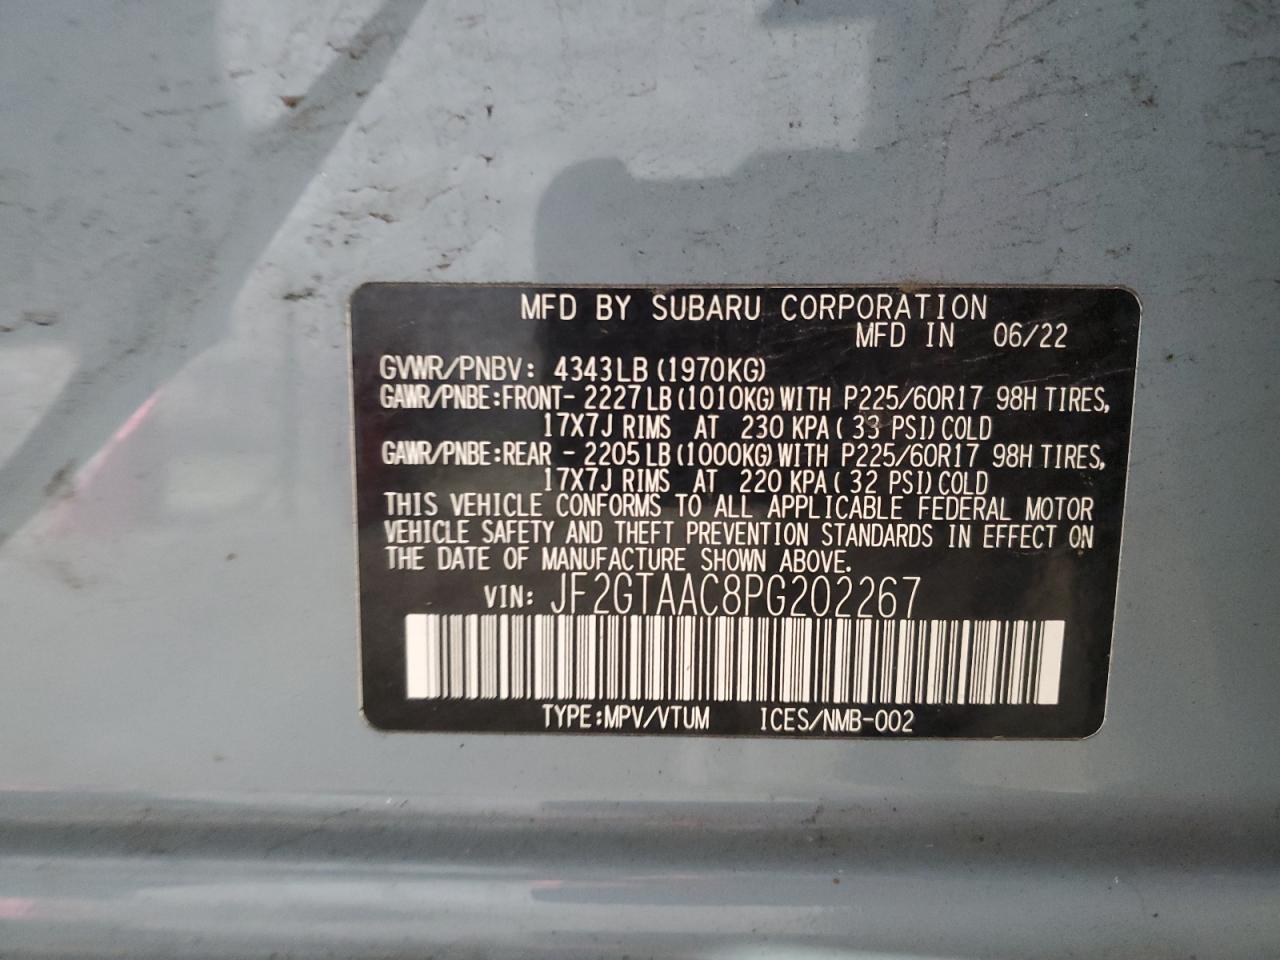 MFD BY SUBARU CORPORATION
MFD IN 06/22
GVWR/PNBV: 4343LB (1970KG)
GAWR/PNBE:FRONT- 2227LB (1010KG) WITH P225/60R17 98H TIRES,
17X7J RIMS AT 230 KPA ( 33 PSI) COLD
GAWR/PNBE:REAR - 2205LB (1000KG) WITH P225/60R17 98H TIRES,
17X7J RIMS AT 220 KPA ( 32 PSI) COLD
THIS VEHICLE CONFORMS TO ALL APPLICABLE FEDERAL MOTOR
VEHICLE SAFETY AND THEFT PREVENTION STANDARDS IN EFFECT ON
THE DATE OF MANUFACTURE SHOWN ABOVE.
VIN: JF2GTAAC8PG202267
TYPE:MPV/VTUM ICES/NMB-002